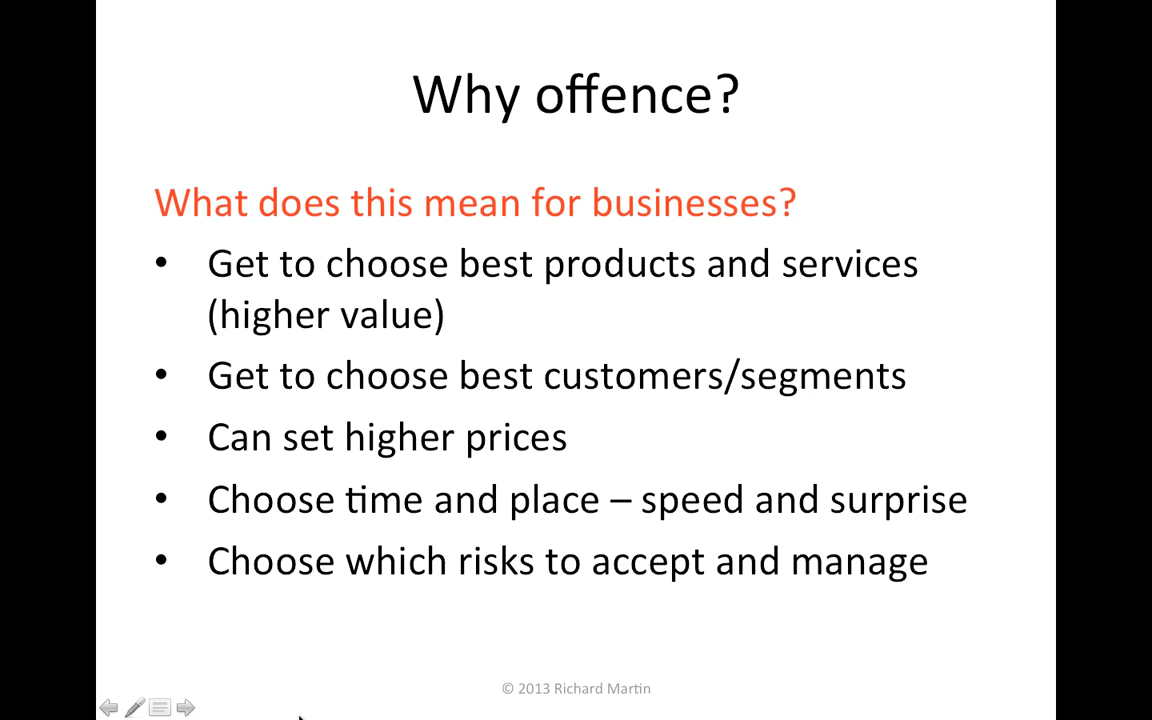 Why offence?
What does this mean for businesses?
• Get to choose best products and services
(higher value)
• Get to choose best customers/segments
• Can set higher prices
• Choose time and place – speed and surprise
• Choose which risks to accept and manage
© 2013 Richard Martin